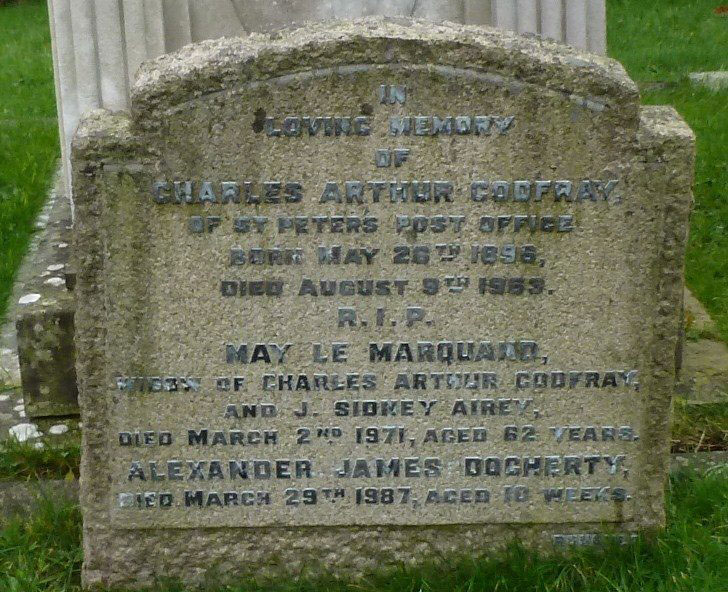 IN
LOVING MEMORY
OF
CHARLES ARTHUR GODFRAY,
OF ST PETERS POST OFFICE
BORN MAY 26TH 1896,
DIED AUGUST 9TH 1953.
R.I.P.
MAY LE MARQUAND,
WIDOW OF CHARLES ARTHUR GODFRAY,
AND J. SIDNEY AIREY,
DIED MARCH 2ND 1971, AGED 62 YEARS.
ALEXANDER JAMES DOCHERTY,
DIED MARCH 29TH 1987, AGED 10 WEEKS.